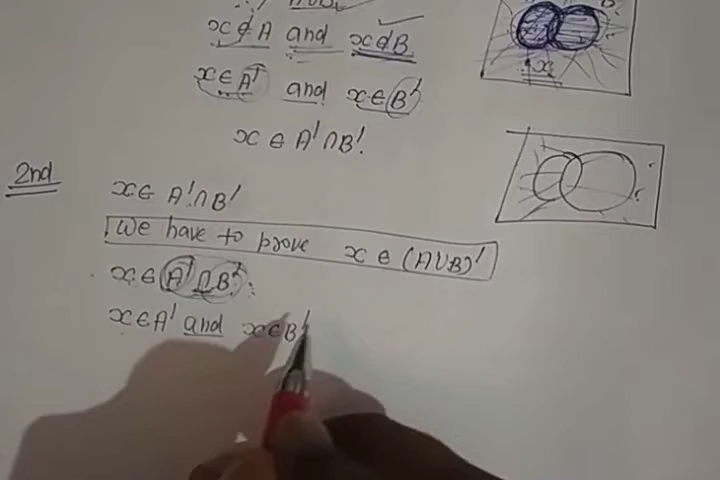 A∪B
x∉A and x∉B
x∈A' and x∈B'
x ∈ A'∩B'.
2nd
x∈ A'∩B'
We have to prove x ∈ (A∪B)'
x∈ A'∩B'
x∈A' and x∈B'
B
x